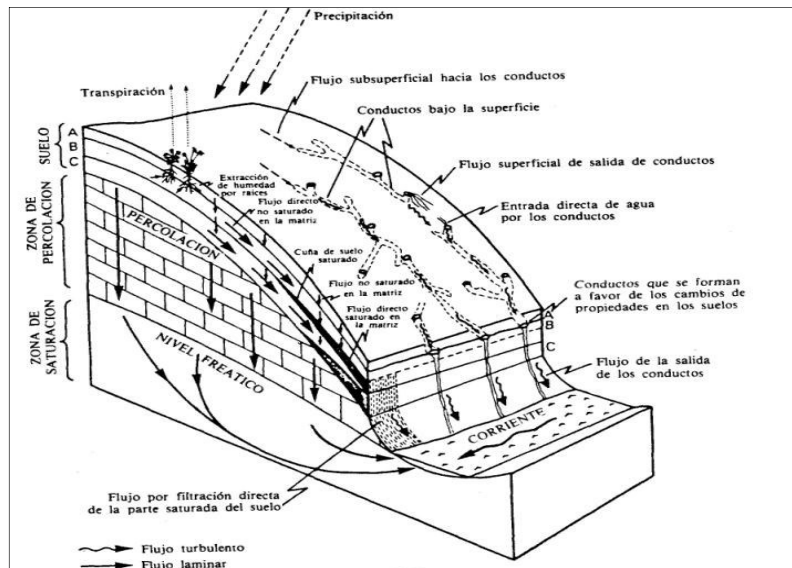 Precipitación
Transpiración
Flujo subsuperficial hacia los conductos
Conductos bajo la superficie
Flujo superficial de salida de conductos
Entrada directa de agua
por los conductos
SUELO
A
B
C
Extracción
de humedad
por raíces
Flujo directo
no saturado
en la matriz
ZONA DE
PERCOLACION
PERCOLACIÓN
Cuña de suelo
saturado
Flujo no saturado
en la matriz
Flujo directo
saturado en
la matriz
Conductos que se forman
a favor de los cambios de
propiedades en los suelos
A
B
C
ZONA DE
SATURACION
NIVEL FREATICO
Flujo de la salida
de los conductos
CORRIENTE
Flujo por filtración directa
de la parte saturada del suelo
Flujo turbulento
Flujo laminar